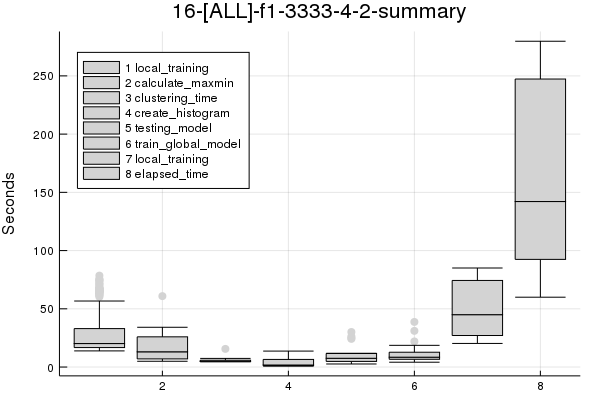 16-[ALL]-f1-3333-4-2-summary
1 local_training
2 calculate_maxmin
3 clustering_time
4 create_histogram
5 testing_model
6 train_global_model
7 local_training
8 elapsed_time
Seconds
250
200
150
100
50
0
2 4 6 8